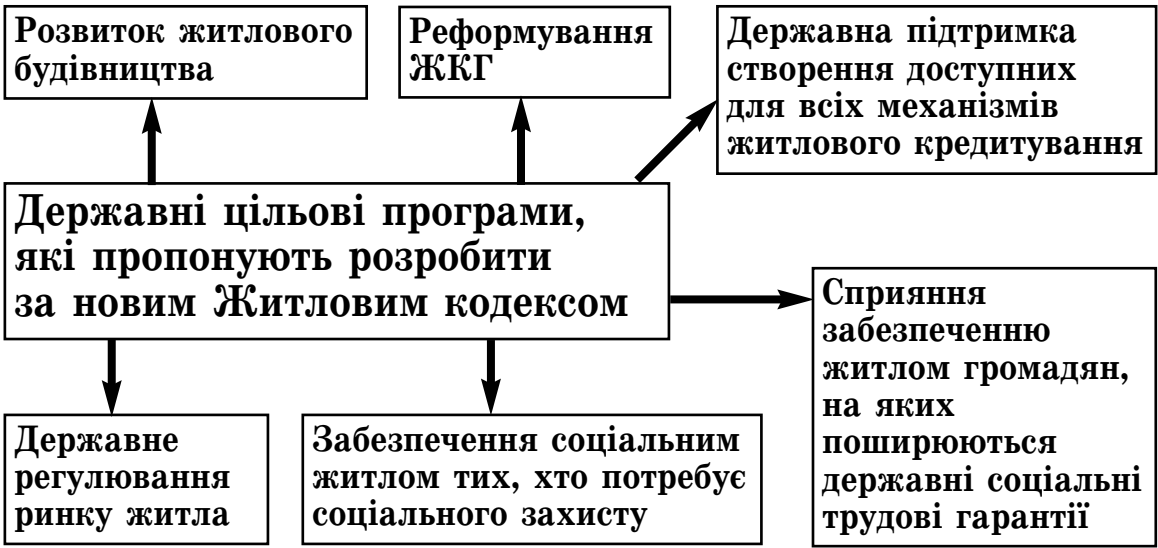 Розвиток житлового
будівництва
Реформування
ЖКГ
Державна підтримка
створення доступних
для всіх механізмів
житлового кредитування
Державні цільові програми,
які пропонують розробити
за новим Житловим кодексом
Сприяння
забезпеченню
житлом громадян,
на яких
поширюються
державні соціальні
трудові гарантії
Державне
регулювання
ринку житла
Забезпечення соціальним
житлом тих, хто потребує
соціального захисту